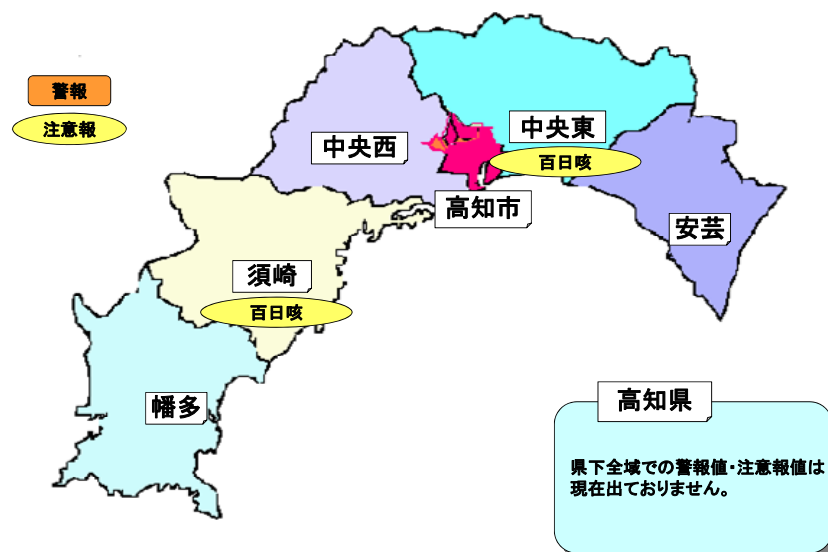 警報
注意報
中央西
中央東
百日咳
高知市
安芸
須崎
百日咳
幡多
高知県
県下全域での警報値・注意報値は
現在出ておりません。